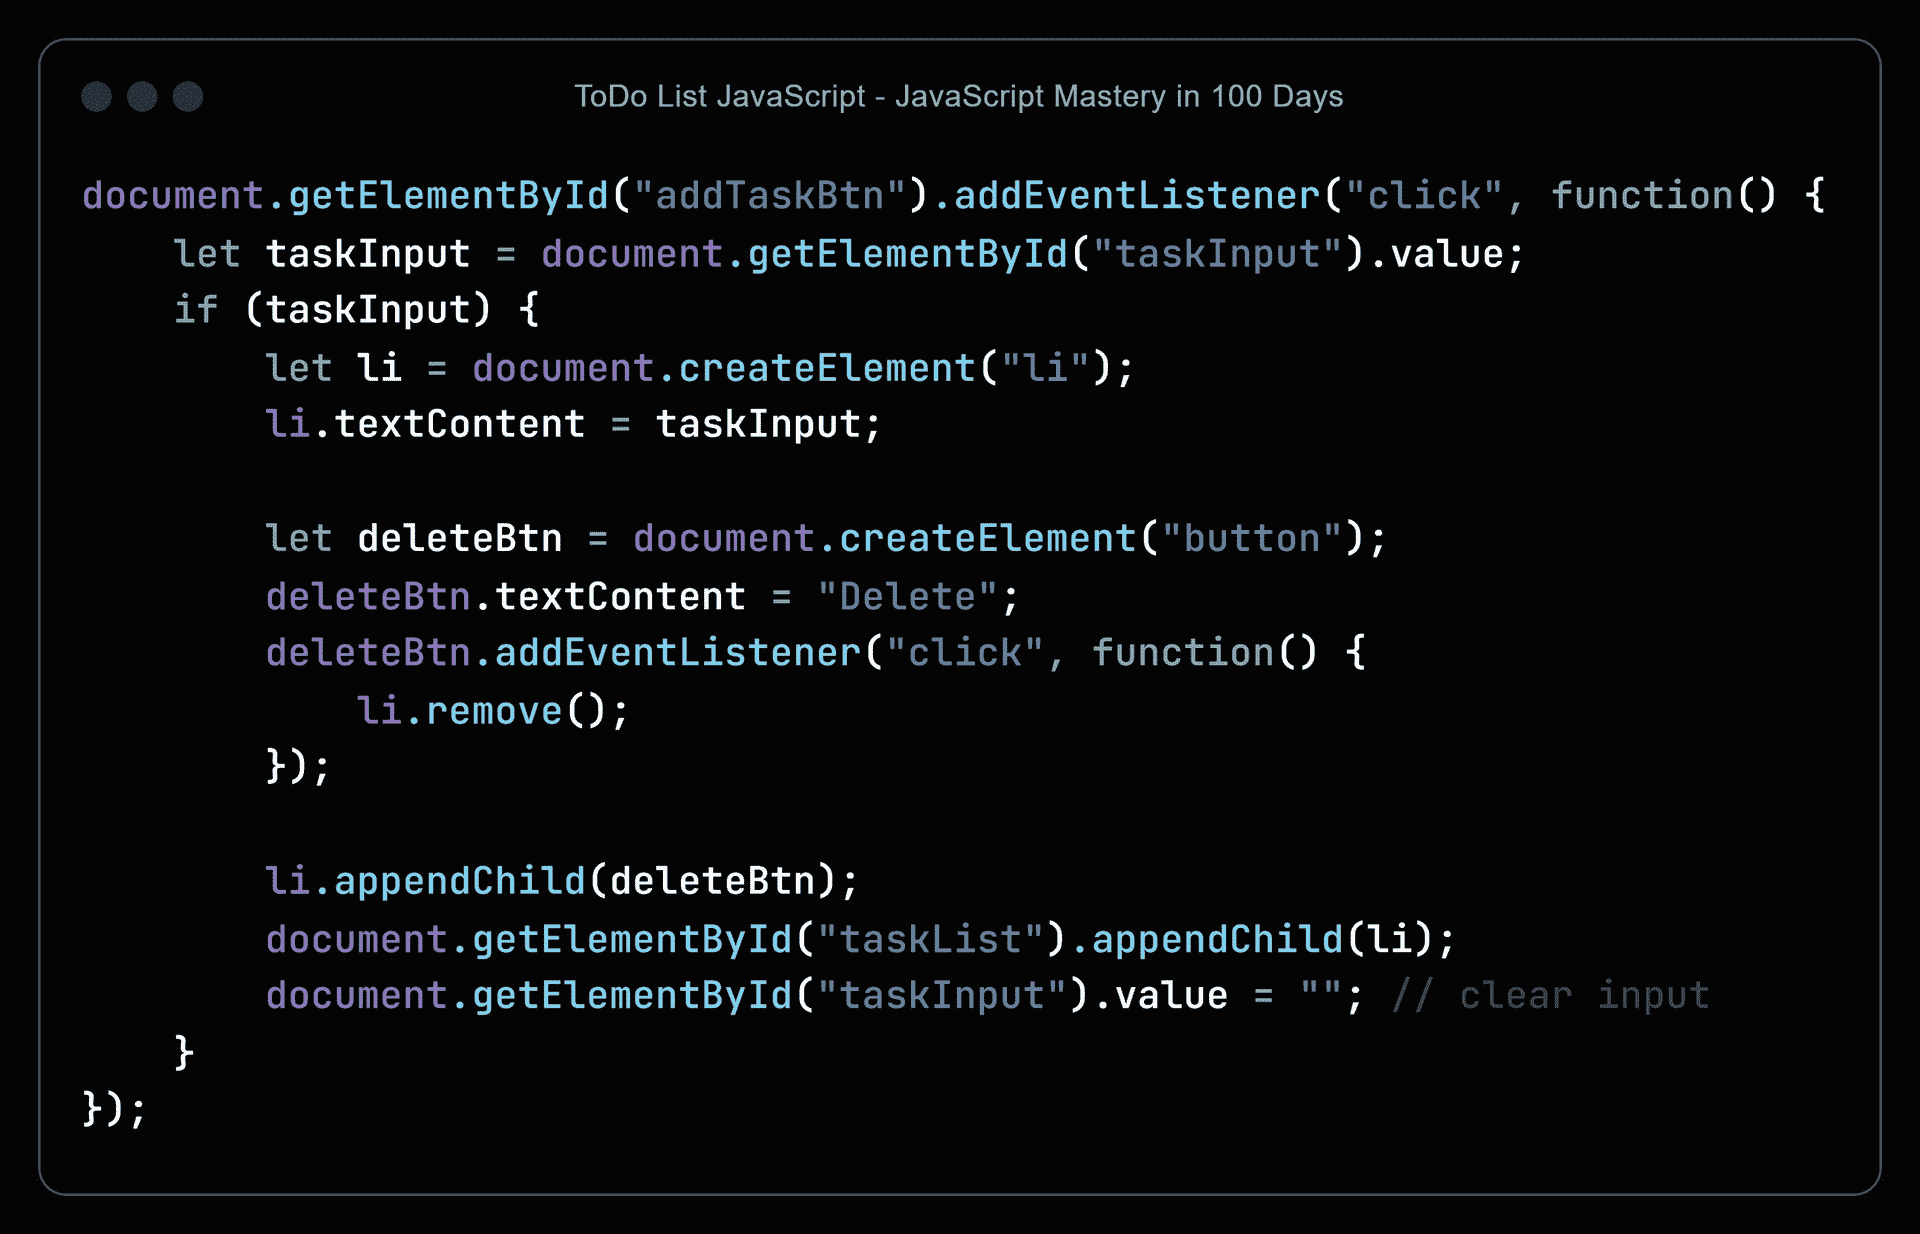 ToDo List JavaScript - JavaScript Mastery in 100 Days
document.getElementById("addTaskBtn").addEventListener("click", function() {
    let taskInput = document.getElementById("taskInput").value;
    if (taskInput) {
        let li = document.createElement("li");
        li.textContent = taskInput;

        let deleteBtn = document.createElement("button");
        deleteBtn.textContent = "Delete";
        deleteBtn.addEventListener("click", function() {
            li.remove();
        });

        li.appendChild(deleteBtn);
        document.getElementById("taskList").appendChild(li);
        document.getElementById("taskInput").value = ""; // clear input
    }
});